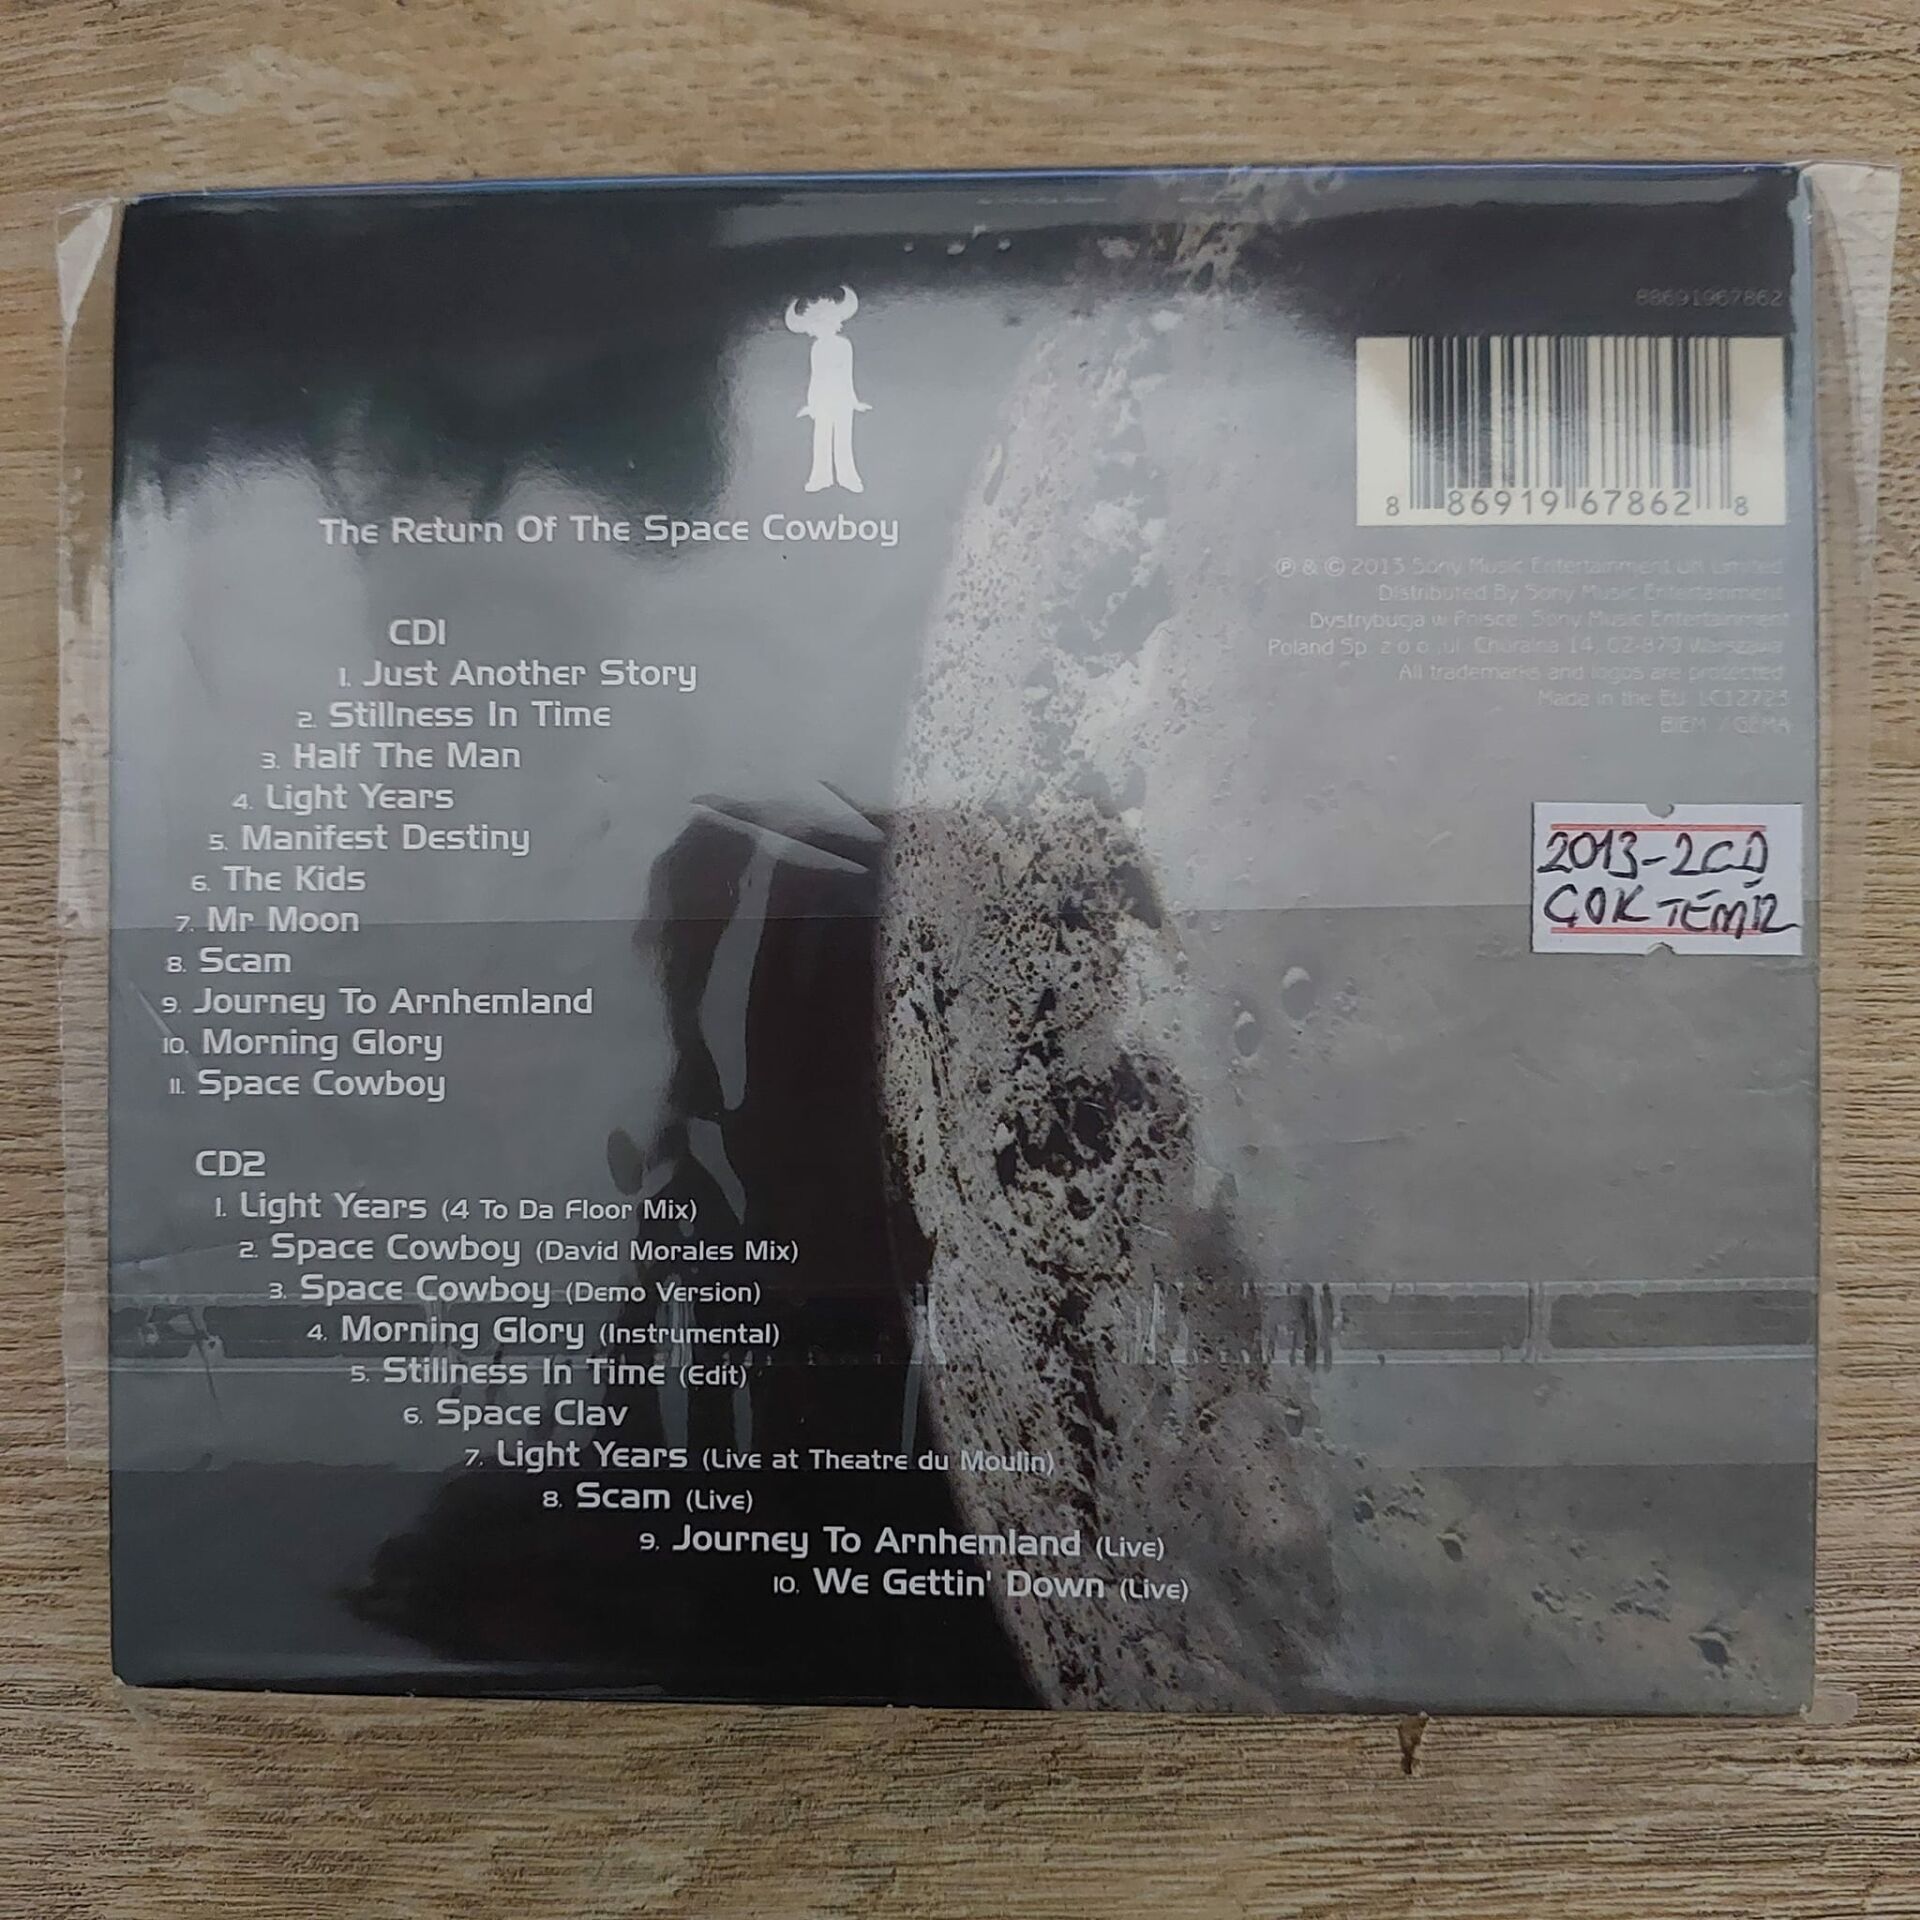 88691967862
8 869191967862 8
The Return Of The Space Cowboy
℗ & © 2013 Sony Music Entertainment UK Limited
Distributed By Sony Music Entertainment
Dystrybucja w Polsce: Sony Music Entertainment
Poland Sp. z o.o., ul. Chóralna 14, 02-879 Warszawa
All trademarks and logos are protected
Made in the EU. LC12723
BIEM / GEMA
2013-2CD
ÇOK TEMİZ
CD1
1. Just Another Story
2. Stillness In Time
3. Half The Man
4. Light Years
5. Manifest Destiny
6. The Kids
7. Mr Moon
8. Scam
9. Journey To Arnhemland
10. Morning Glory
11. Space Cowboy
CD2
1. Light Years (4 To Da Floor Mix)
2. Space Cowboy (David Morales Mix)
3. Space Cowboy (Demo Version)
4. Morning Glory (Instrumental)
5. Stillness In Time (Edit)
6. Space Clav
7. Light Years (Live at Theatre du Moulin)
8. Scam (Live)
9. Journey To Arnhemland (Live)
10. We Gettin' Down (Live)